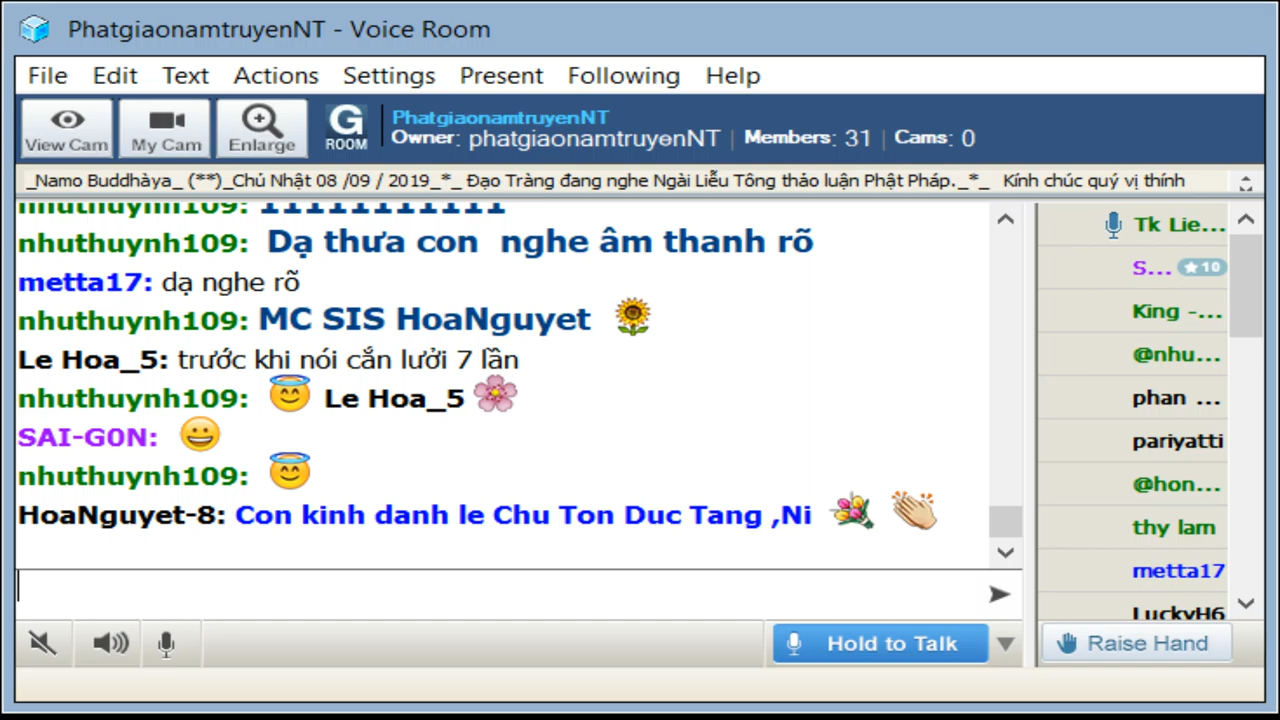 PhatgiaonamtruyenNT - Voice Room
File Edit Text Actions Settings Present Following Help
View Cam
My Cam
Enlarge
G ROOM
PhatgiaonamtruyenNT
Owner: phatgiaonamtruyenNT | Members: 31 | Cams: 0
_Namo Buddhàya_ (**)_Chủ Nhật 08 /09 / 2019_*_ Đạo Tràng đang nghe Ngài Liễu Tông thảo luận Phật Pháp._*_ Kính chúc quý vị thính
nhuthuynh109: 11111111111
nhuthuynh109: Dạ thưa con nghe âm thanh rõ
metta17: dạ nghe rõ
nhuthuynh109: MC SIS HoaNguyet
Le Hoa_5: trước khi nói cắn lưởi 7 lần
nhuthuynh109: Le Hoa_5
SAI-G0N:
nhuthuynh109:
HoaNguyet-8: Con kinh danh le Chu Ton Duc Tang ,Ni
Tk Lie...
S... ★10
King -...
@nhu...
phan ...
pariyatti
@hon...
thy lam
metta17
LuckyH6
Hold to Talk
Raise Hand